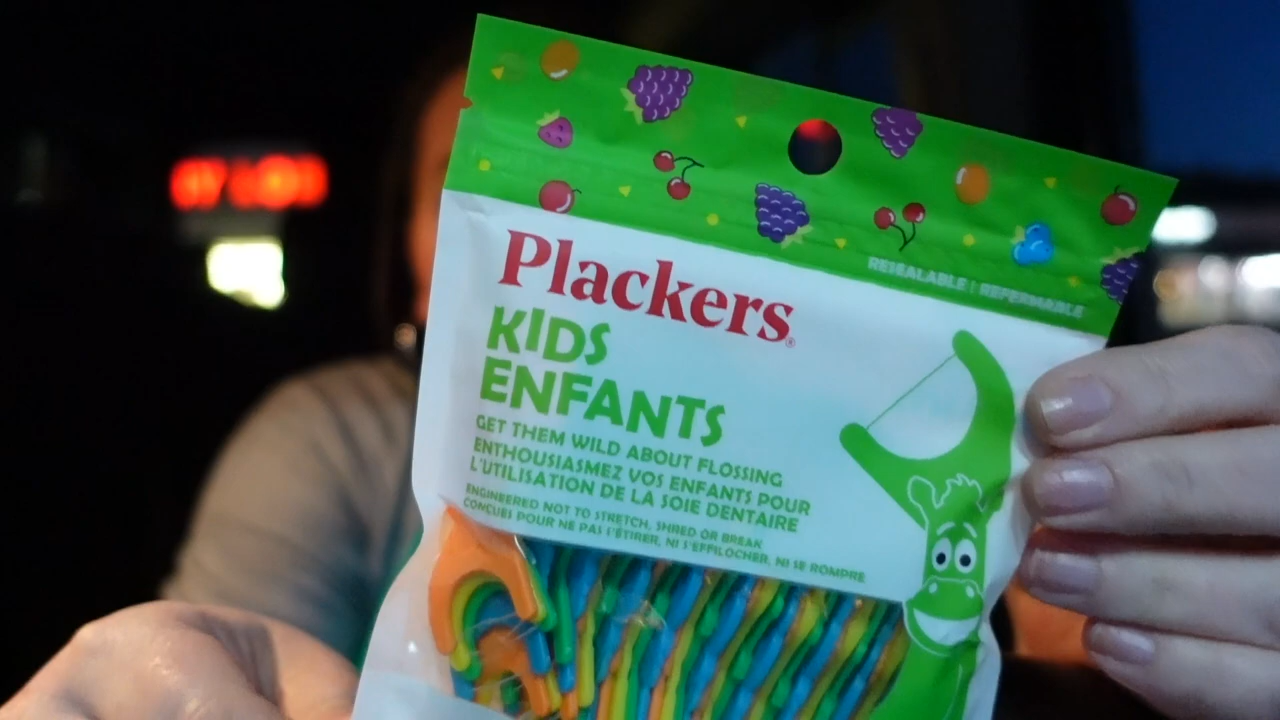 RESEALABLE | REFERMABLE
Plackers®
KIDS
ENFANTS
GET THEM WILD ABOUT FLOSSING
ENTHOUSIASMEZ VOS ENFANTS POUR
L'UTILISATION DE LA SOIE DENTAIRE
ENGINEERED NOT TO STRETCH, SHRED OR BREAK
CONÇUES POUR NE PAS S'ÉTIRER, NI S'EFFILOCHER, NI SE ROMPRE